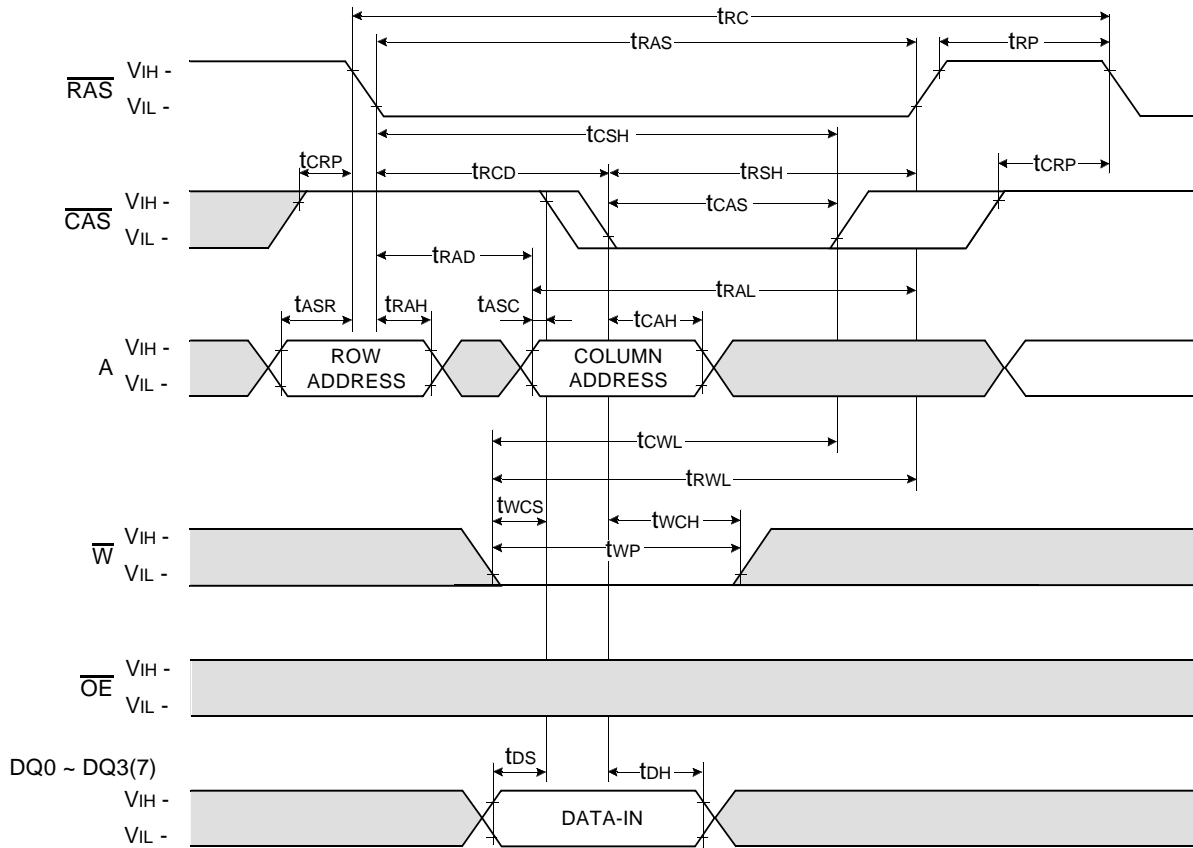 tRC
tRAS
tRP
RAS
VIH -
VIL -
tCSH
tCRP
tRCD
tRSH
tCRP
CAS
VIH -
VIL -
tCAS
tRAD
tRAL
tASR
tRAH
tASC
tCAH
A
VIH -
VIL -
ROW
ADDRESS
COLUMN
ADDRESS
tCWL
tRWL
tWCS
tWCH
W
VIH -
VIL -
tWP
OE
VIH -
VIL -
DQ0 ~ DQ3(7)
tDS
tDH
VIH -
VIL -
DATA-IN